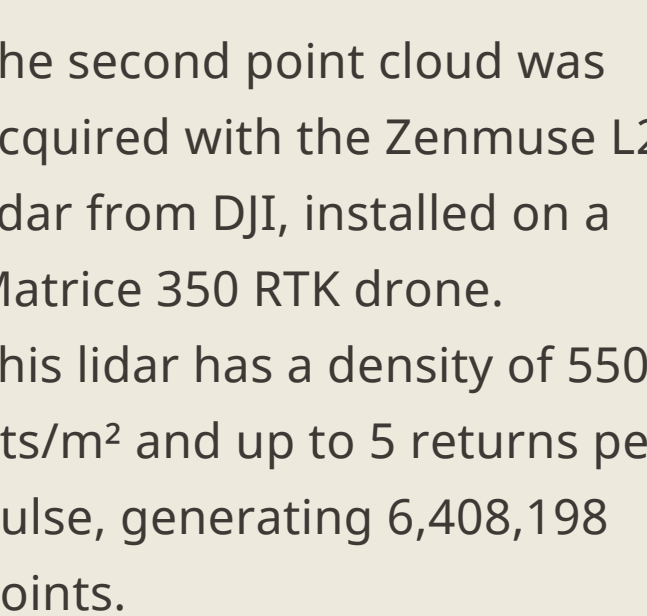 he second point cloud was
cquired with the Zenmuse L2
dar from DJI, installed on a
Matrice 350 RTK drone.
his lidar has a density of 550
ts/m² and up to 5 returns pe
ulse, generating 6,408,198
oints.